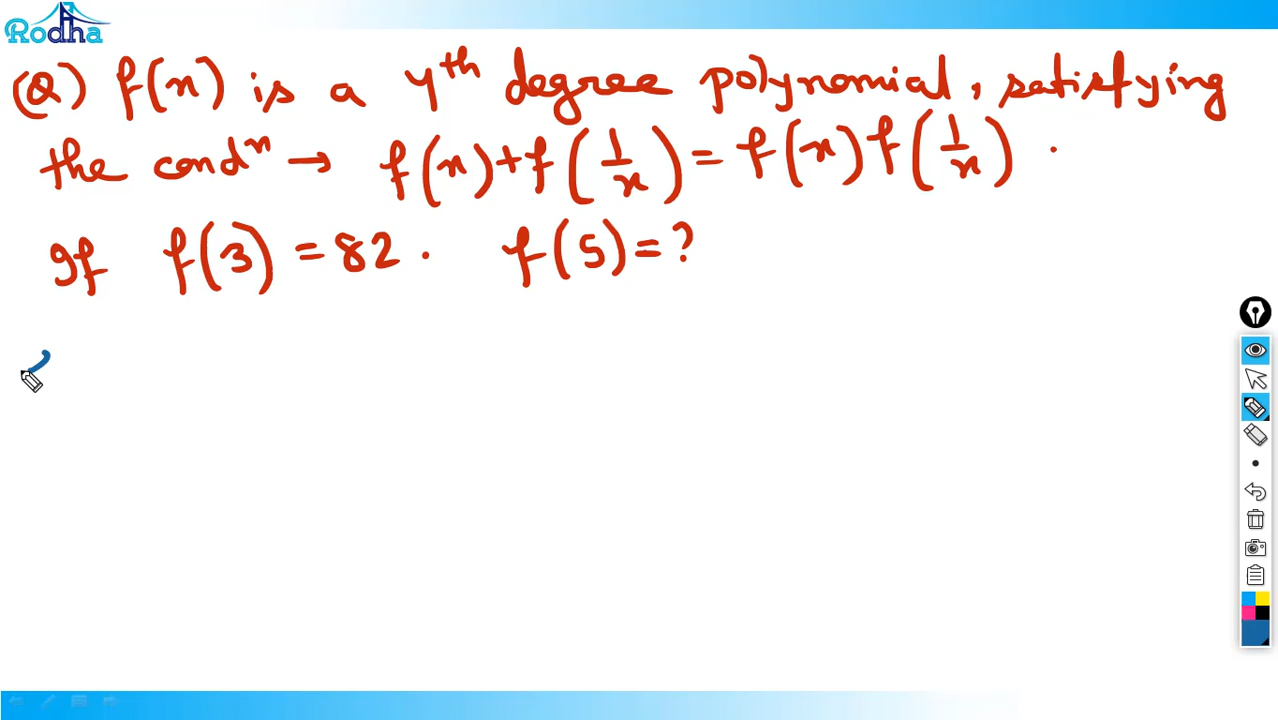 Rodha
(Q) f(x) is a 4th degree polynomial, satisfying
the condⁿ → f(x)+f(1/x)=f(x)f(1/x).
If f(3)=82. f(5)=?